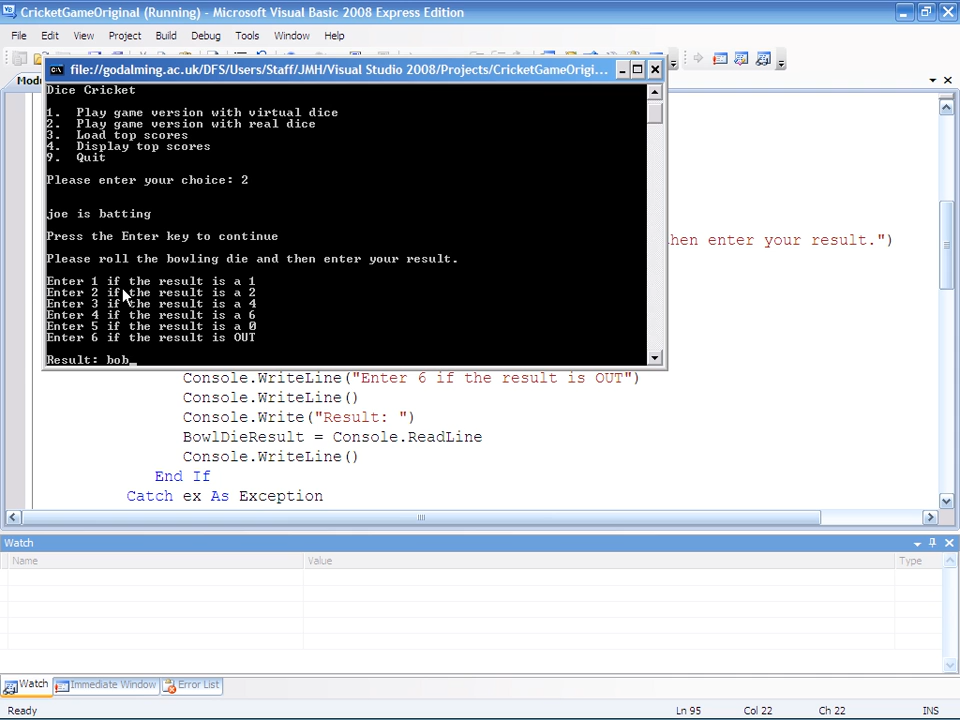 CricketGameOriginal (Running) - Microsoft Visual Basic 2008 Express Edition
File Edit View Project Build Debug Tools Window Help
file://godalming.ac.uk/DFS/Users/Staff/JMH/Visual Studio 2008/Projects/CricketGameOrigi...
Modu
Dice Cricket
1. Play game version with virtual dice
2. Play game version with real dice
3. Load top scores
4. Display top scores
9. Quit
Please enter your choice: 2
joe is batting
Press the Enter key to continue
hen enter your result.")
Please roll the bowling die and then enter your result.
Enter 1 if the result is a 1
Enter 2 if the result is a 2
Enter 3 if the result is a 4
Enter 4 if the result is a 6
Enter 5 if the result is a 0
Enter 6 if the result is OUT
Result: bob_
Console.WriteLine("Enter 6 if the result is OUT")
Console.WriteLine()
Console.Write("Result: ")
BowlDieResult = Console.ReadLine
Console.WriteLine()
End If
Catch ex As Exception
Watch
Name Value Type
Watch Immediate Window Error List
Ready Ln 95 Col 22 Ch 22 INS